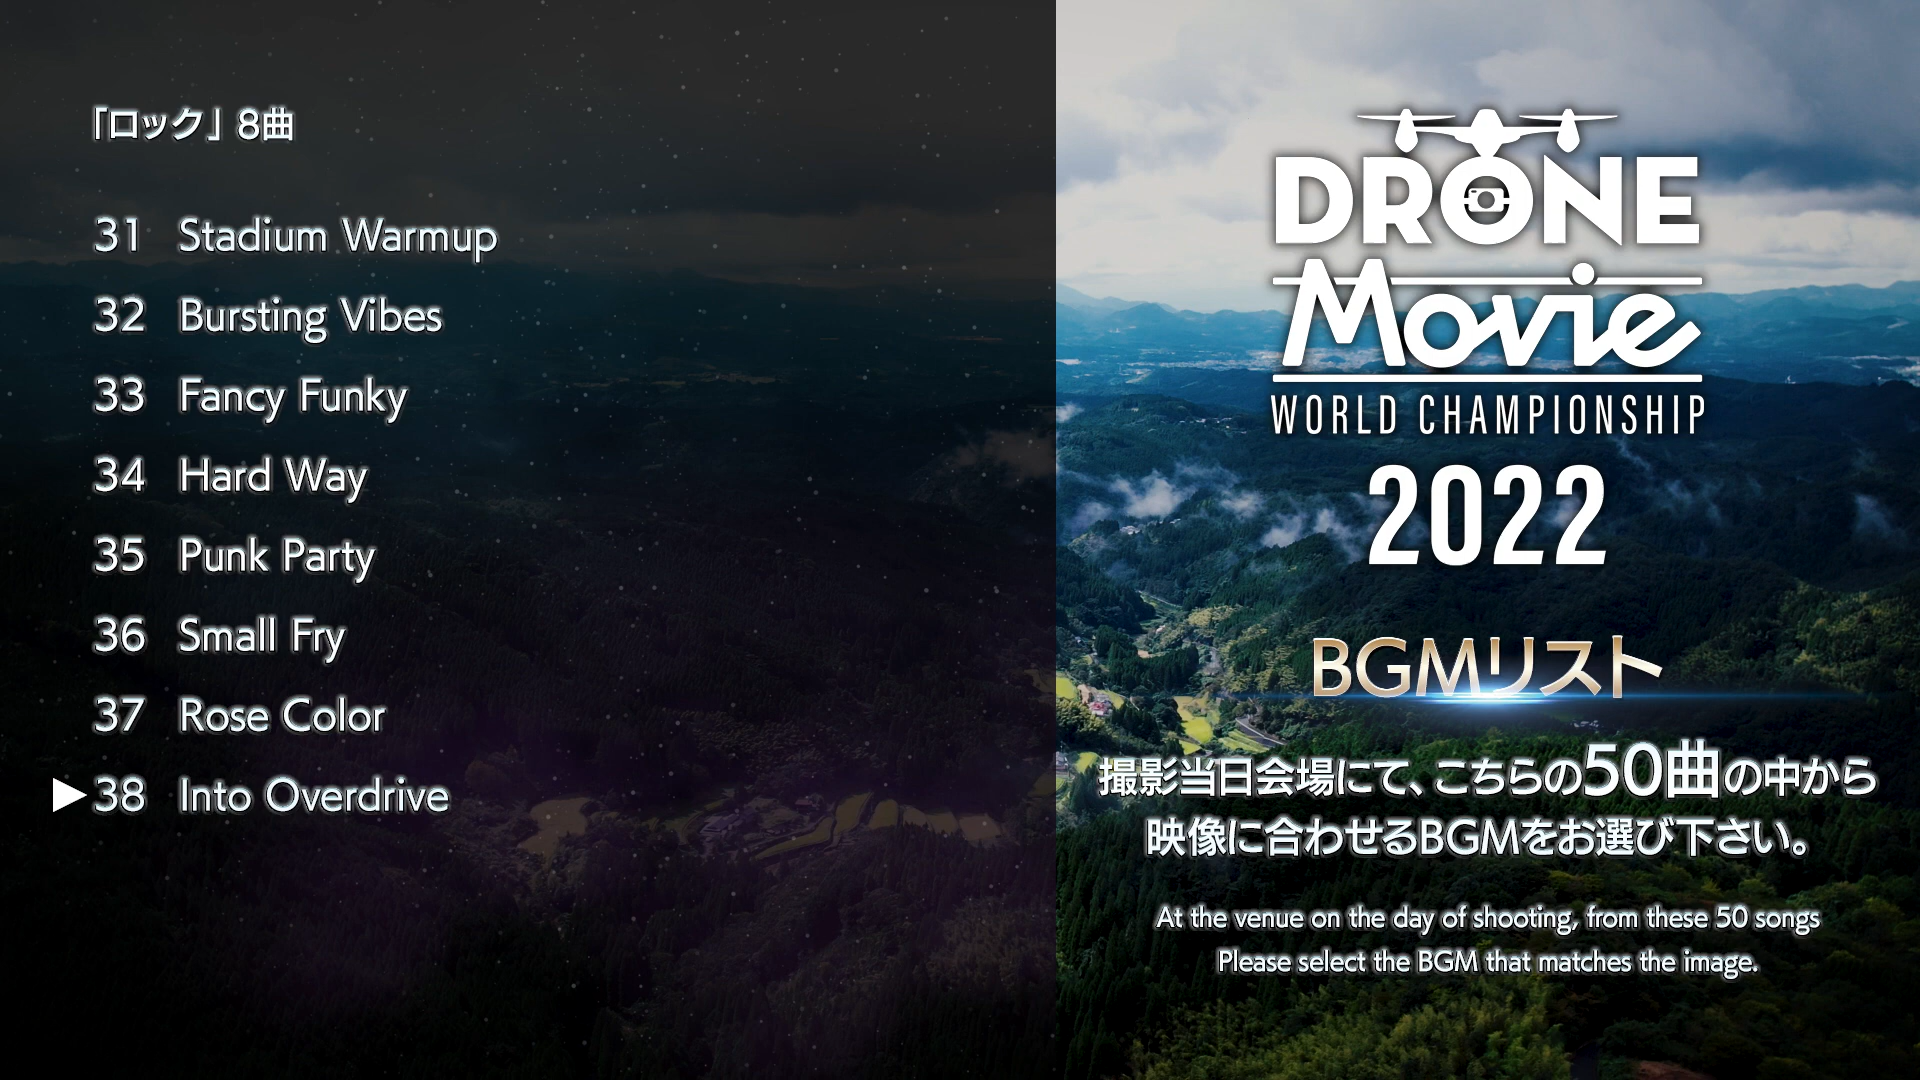 「ロック」 8曲
31 Stadium Warmup
32 Bursting Vibes
33 Fancy Funky
34 Hard Way
35 Punk Party
36 Small Fry
37 Rose Color
38 Into Overdrive
DRONE
Movie
WORLD CHAMPIONSHIP
2022
BGMリスト
撮影当日会場にて、こちらの50曲の中から
映像に合わせるBGMをお選び下さい。
At the venue on the day of shooting, from these 50 songs
Please select the BGM that matches the image.